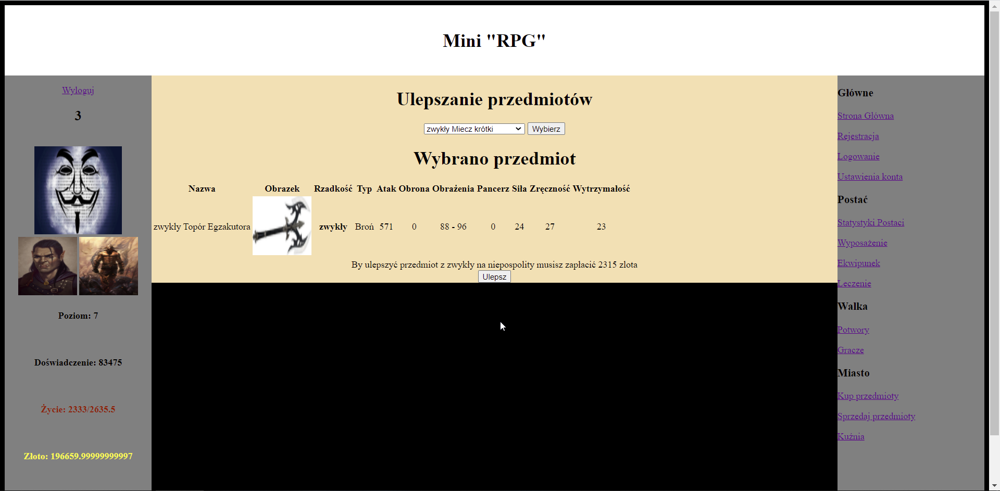 Mini "RPG"
Wyloguj
3
Poziom: 7
Doświadczenie: 83475
Życie: 2333/2635.5
Złoto: 196659.99999999997
Ulepszanie przedmiotów
zwykły Miecz krótki Wybierz
Wybrano przedmiot
Nazwa Obrazek Rzadkość Typ Atak Obrona Obrażenia Pancerz Siła Zręczność Wytrzymałość
zwykły Topór Egzakutora zwykły Broń 571 0 88 - 96 0 24 27 23
By ulepszyć przedmiot z zwykły na niepospolity musisz zapłacić 2315 zlota
Ulepsz
Główne
Strona Główna
Rejestracja
Logowanie
Ustawienia konta
Postać
Statystyki Postaci
Wyposażenie
Ekwipunek
Leczenie
Walka
Potwory
Gracze
Miasto
Kup przedmioty
Sprzedaj przedmioty
Kuźnia